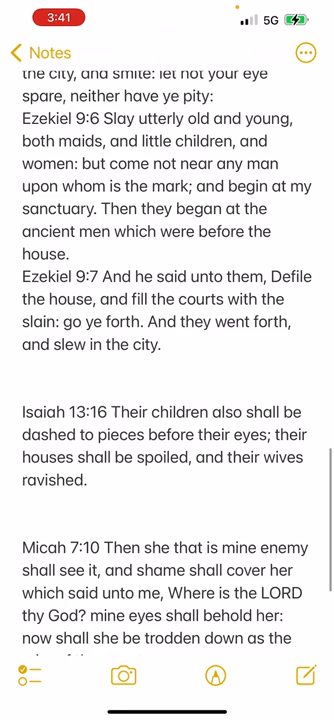 3:41
5G
Notes
the city, and smite: let not your eye
spare, neither have ye pity:
Ezekiel 9:6 Slay utterly old and young,
both maids, and little children, and
women: but come not near any man
upon whom is the mark; and begin at my
sanctuary. Then they began at the
ancient men which were before the
house.
Ezekiel 9:7 And he said unto them, Defile
the house, and fill the courts with the
slain: go ye forth. And they went forth,
and slew in the city.
Isaiah 13:16 Their children also shall be
dashed to pieces before their eyes; their
houses shall be spoiled, and their wives
ravished.
Micah 7:10 Then she that is mine enemy
shall see it, and shame shall cover her
which said unto me, Where is the LORD
thy God? mine eyes shall behold her:
now shall she be trodden down as the